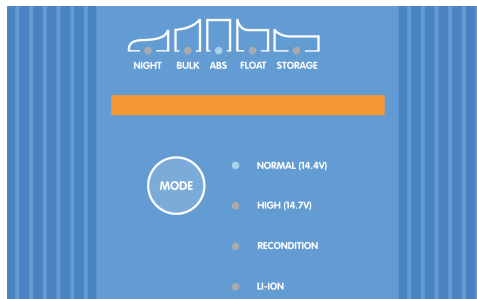 NIGHT BULK ABS FLOAT STORAGE
MODE
NORMAL (14.4V)
HIGH (14.7V)
RECONDITION
LI-ION